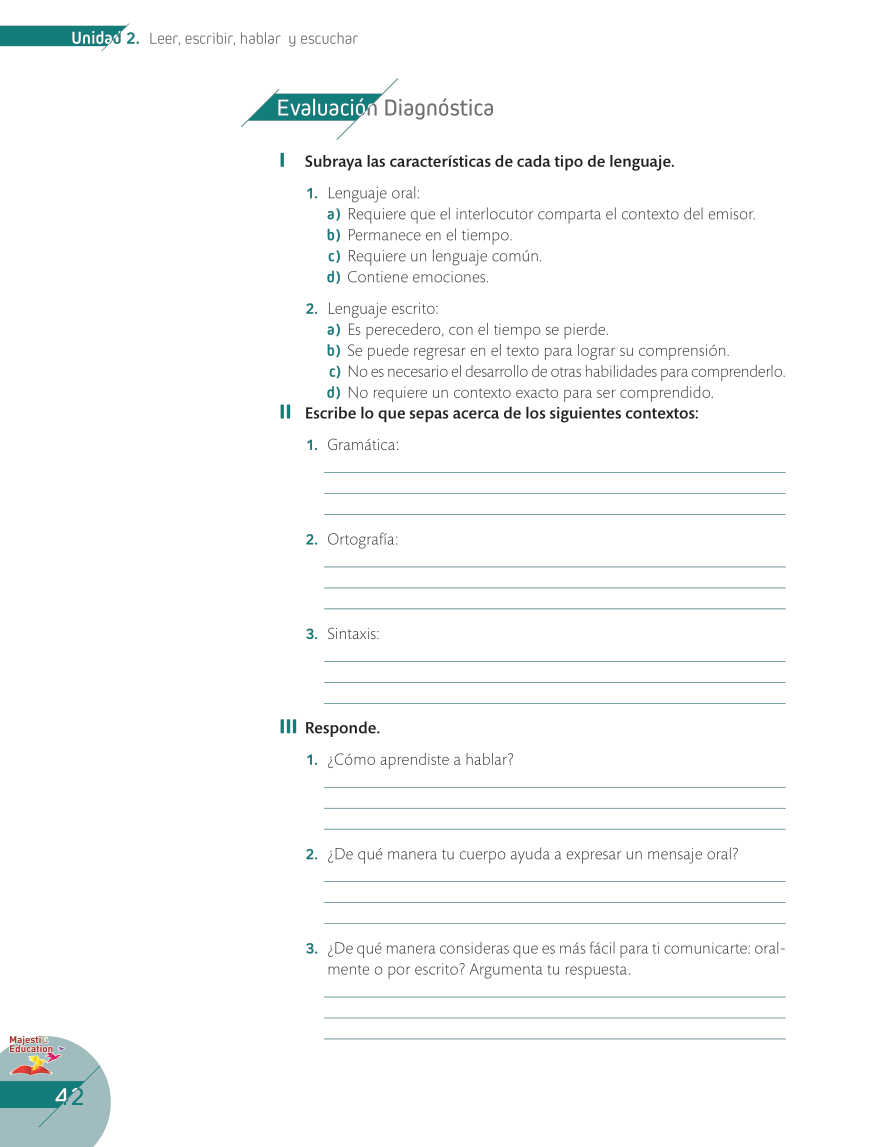 Unidad 2. Leer, escribir, hablar y escuchar
Evaluación Diagnóstica
I Subraya las características de cada tipo de lenguaje.
1. Lenguaje oral:
a) Requiere que el interlocutor comparta el contexto del emisor.
b) Permanece en el tiempo.
c) Requiere un lenguaje común.
d) Contiene emociones.
2. Lenguaje escrito:
a) Es perecedero, con el tiempo se pierde.
b) Se puede regresar en el texto para lograr su comprensión.
c) No es necesario el desarrollo de otras habilidades para comprenderlo.
d) No requiere un contexto exacto para ser comprendido.
II Escribe lo que sepas acerca de los siguientes contextos:
1. Gramática:
2. Ortografía:
3. Sintaxis:
III Responde.
1. ¿Cómo aprendiste a hablar?
2. ¿De qué manera tu cuerpo ayuda a expresar un mensaje oral?
3. ¿De qué manera consideras que es más fácil para ti comunicarte: oral-
mente o por escrito? Argumenta tu respuesta.
Majestic
Education
42